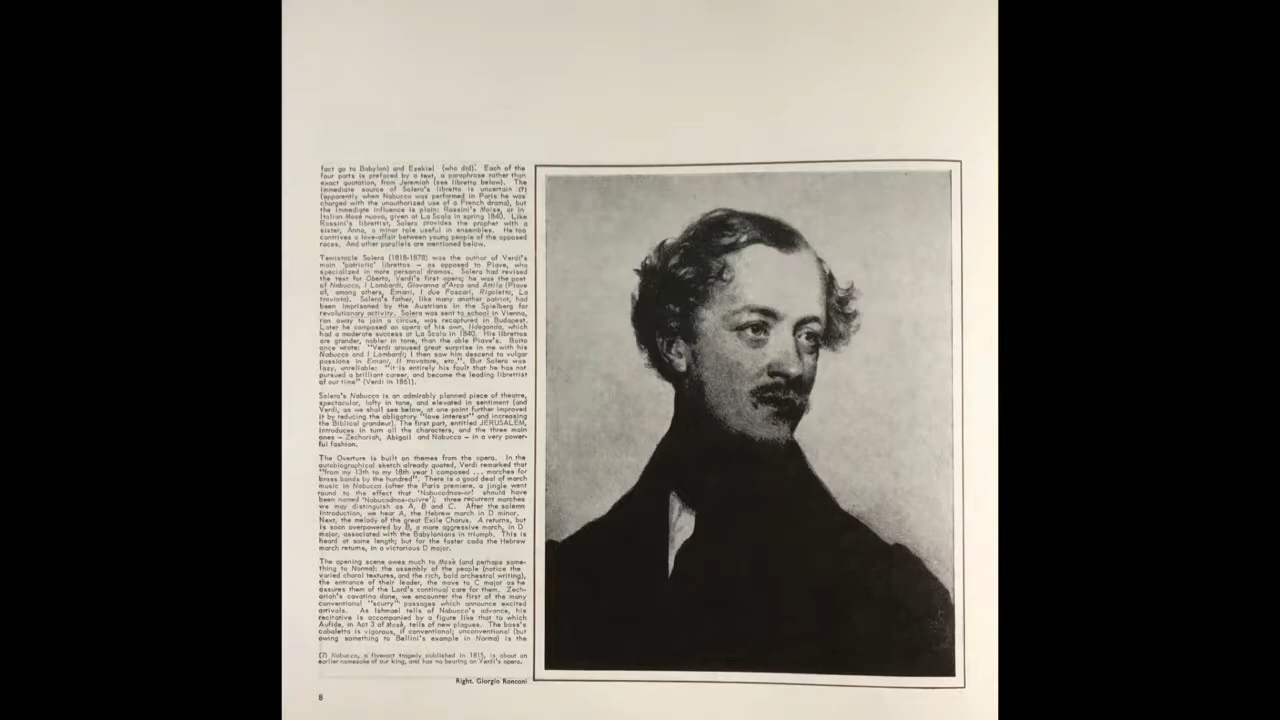 fact go to Babylon) and Ezekiel (who did). Each of the
four parts is prefaced by a text, a paraphrase rather than
exact quotation, from Jeremiah (see libretto below). The
immediate source of Solera's libretto is uncertain (7)
(apparently when Nabucco was performed in Paris he was
charged with the unauthorized use of a French drama), but
the immediate influence is plain: Rossini's Moise, or in
Italian Mosè nuovo, given at La Scala in spring 1840. Like
Rossini's librettist, Solera provides the prophet with a
sister, Anna, a minor role useful in ensembles. He too
contrives a love-affair between young people of the opposed
races. And other parallels are mentioned below.
Temistocle Solera (1818-1878) was the author of Verdi's
main 'patriotic' librettos — as opposed to Piave, who
specialized in more personal dramas. Solera had revised
the text for Oberto, Verdi's first opera; he was the poet
of Nabucco, I Lombardi, Giovanna d'Arco and Attila (Piave
of, among others, Ernani, I due Foscari, Rigoletto, La
traviata). Solera's father, like many another patriot, had
been imprisoned by the Austrians in the Spielberg for
revolutionary activity. Solera was sent to school in Vienna,
ran away to join a circus, was recaptured in Budapest.
Later he composed an opera of his own, Ildegonda, which
had a moderate success at La Scala in 1840. His librettos
are grander, nobler in tone, than the able Piave's. Boito
once wrote: "Verdi aroused great surprise in me with his
Nabucco and I Lombardi; I then saw him descend to vulgar
passions in Ernani, Il trovatore, etc.". But Solera was
lazy, unreliable: "it is entirely his fault that he has not
pursued a brilliant career, and become the leading librettist
of our time" (Verdi in 1861).
Solera's Nabucco is an admirably planned piece of theatre,
spectacular, lofty in tone, and elevated in sentiment (and
Verdi, as we shall see below, at one point further improved
it by reducing the obligatory "love interest" and increasing
the Biblical grandeur). The first part, entitled JERUSALEM,
introduces in turn all the characters, and the three main
ones — Zechariah, Abigail and Nabucco — in a very power-
ful fashion.
The Overture is built on themes from the opera. In the
autobiographical sketch already quoted, Verdi remarked that
"from my 13th to my 18th year I composed ... marches for
brass bands by the hundred". There is a good deal of march
music in Nabucco (after the Paris premiere, a jingle went
round to the effect that 'Nabucodnos-or' should have
been named 'Nabucodnos-cuivre'); three recurrent marches
we may distinguish as A, B and C. After the solemn
introduction, we hear A, the Hebrew march in D minor.
Next, the melody of the great Exile Chorus. A returns, but
is soon overpowered by B, a more aggressive march, in D
major, associated with the Babylonians in triumph. This is
heard at some length; but for the faster coda the Hebrew
march returns, in a victorious D major.
The opening scene owes much to Mosè (and perhaps some-
thing to Norma): the assembly of the people (notice the
varied choral textures, and the rich, bold orchestral writing),
the entrance of their leader, the move to C major as he
assures them of the Lord's continual care for them. Zech-
ariah's cavatina done, we encounter the first of the many
conventional "scurry" passages which announce excited
arrivals. As Ishmael tells of Nabucco's advance, his
recitative is accompanied by a figure like that to which
Aufide, in Act 3 of Mosè, tells of new plagues. The bass's
cabaletta is vigorous, if conventional; unconventional (but
owing something to Bellini's example in Norma) is the
(7) Nabucco, a five-act tragedy published in 1815, is about an
earlier namesake of our king, and has no bearing on Verdi's opera.
Right. Giorgio Ronconi
8